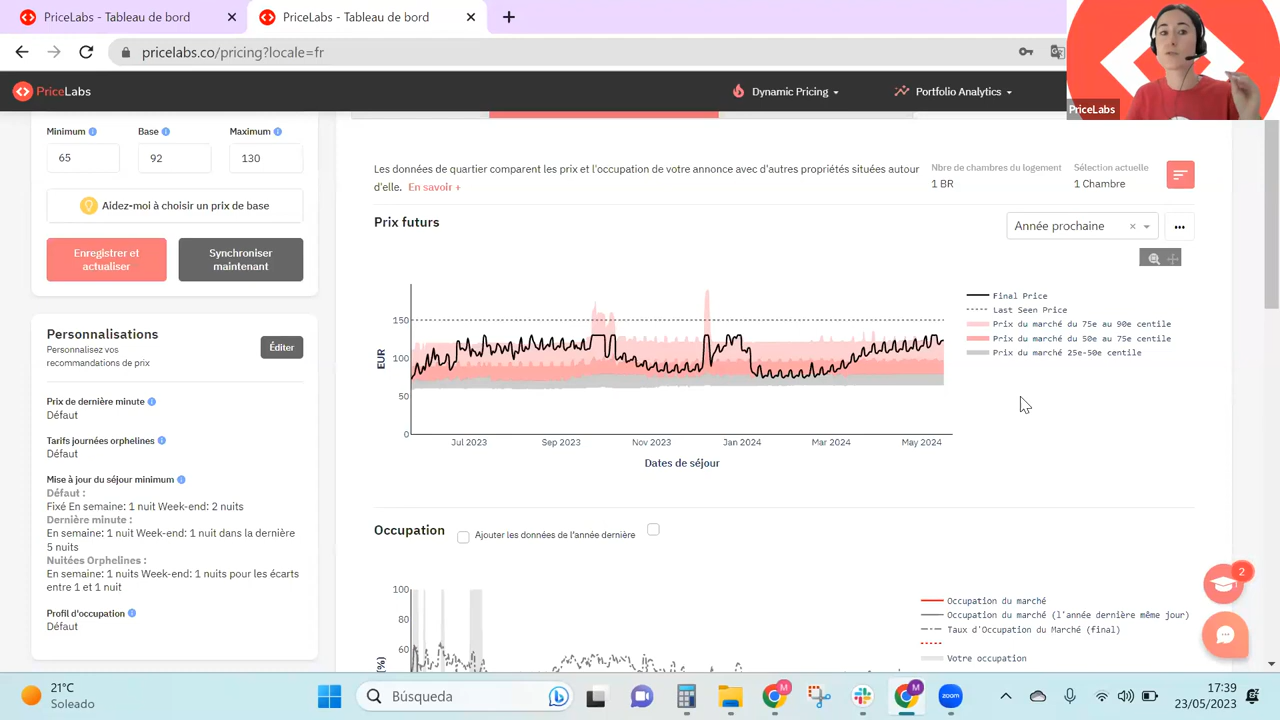 PriceLabs - Tableau de bord
PriceLabs - Tableau de bord
pricelabs.co/pricing?locale=fr
PriceLabs
PriceLabs
Dynamic Pricing
Portfolio Analytics
Minimum
Base
Maximum
65
92
130
Aidez-moi à choisir un prix de base
Enregistrer et
actualiser
Synchroniser
maintenant
Personnalisations
Personnalisez vos
recommandations de prix
Éditer
Prix de dernière minute
Défaut
Tarifs journées orphelines
Défaut
Mise à jour du séjour minimum
Défaut :
Fixé En semaine: 1 nuit Week-end: 2 nuits
Dernière minute :
En semaine: 1 nuit Week-end: 1 nuit dans la dernière
5 nuits
Nuitées Orphelines :
En semaine: 1 nuits Week-end: 1 nuits pour les écarts
entre 1 et 1 nuit
Profil d'occupation
Défaut
Les données de quartier comparent les prix et l'occupation de votre annonce avec d'autres propriétés situées autour
d'elle. En savoir +
Nbre de chambres du logement
1 BR
Sélection actuelle
1 Chambre
Prix futurs
Année prochaine
150
100
50
0
EUR
Jul 2023
Sep 2023
Nov 2023
Jan 2024
Mar 2024
May 2024
Dates de séjour
Final Price
Last Seen Price
Prix du marché du 75e au 90e centile
Prix du marché du 50e au 75e centile
Prix du marché 25e-50e centile
Occupation
Ajouter les données de l'année dernière
100
80
60
(%)
Occupation du marché
Occupation du marché (l'année dernière même jour)
Taux d'Occupation du Marché (final)
Votre occupation
2
21°C
Soleado
Búsqueda
M
M
zoom
17:39
23/05/2023